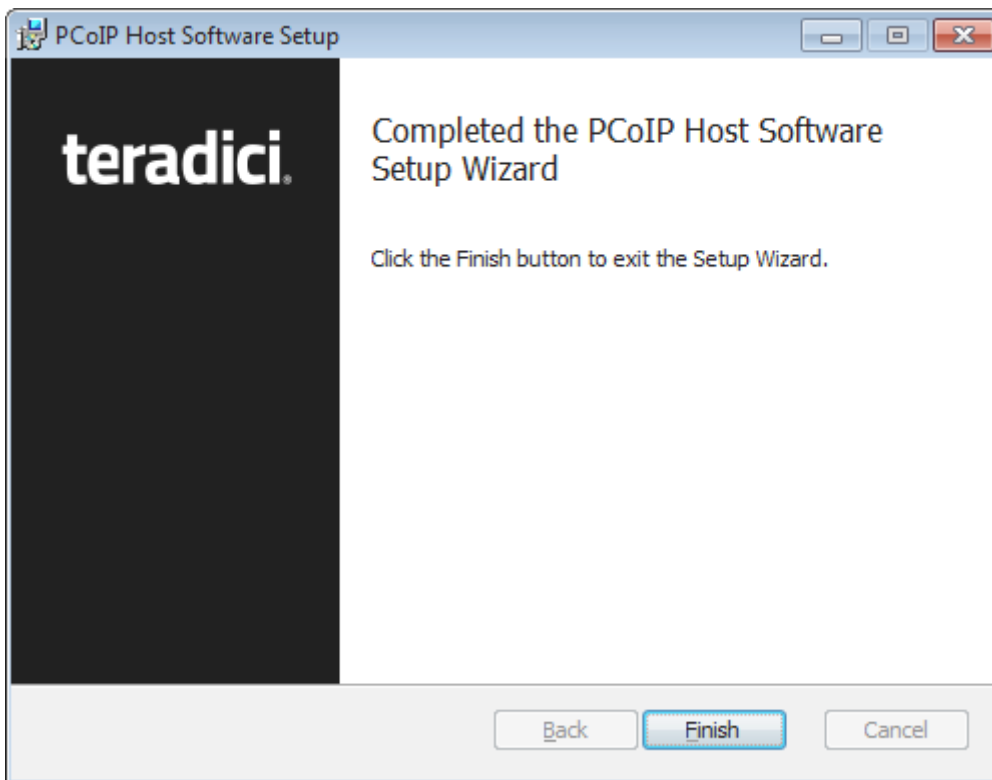 PCoIP Host Software Setup
teradici.
Completed the PCoIP Host Software
Setup Wizard
Click the Finish button to exit the Setup Wizard.
Back
Finish
Cancel